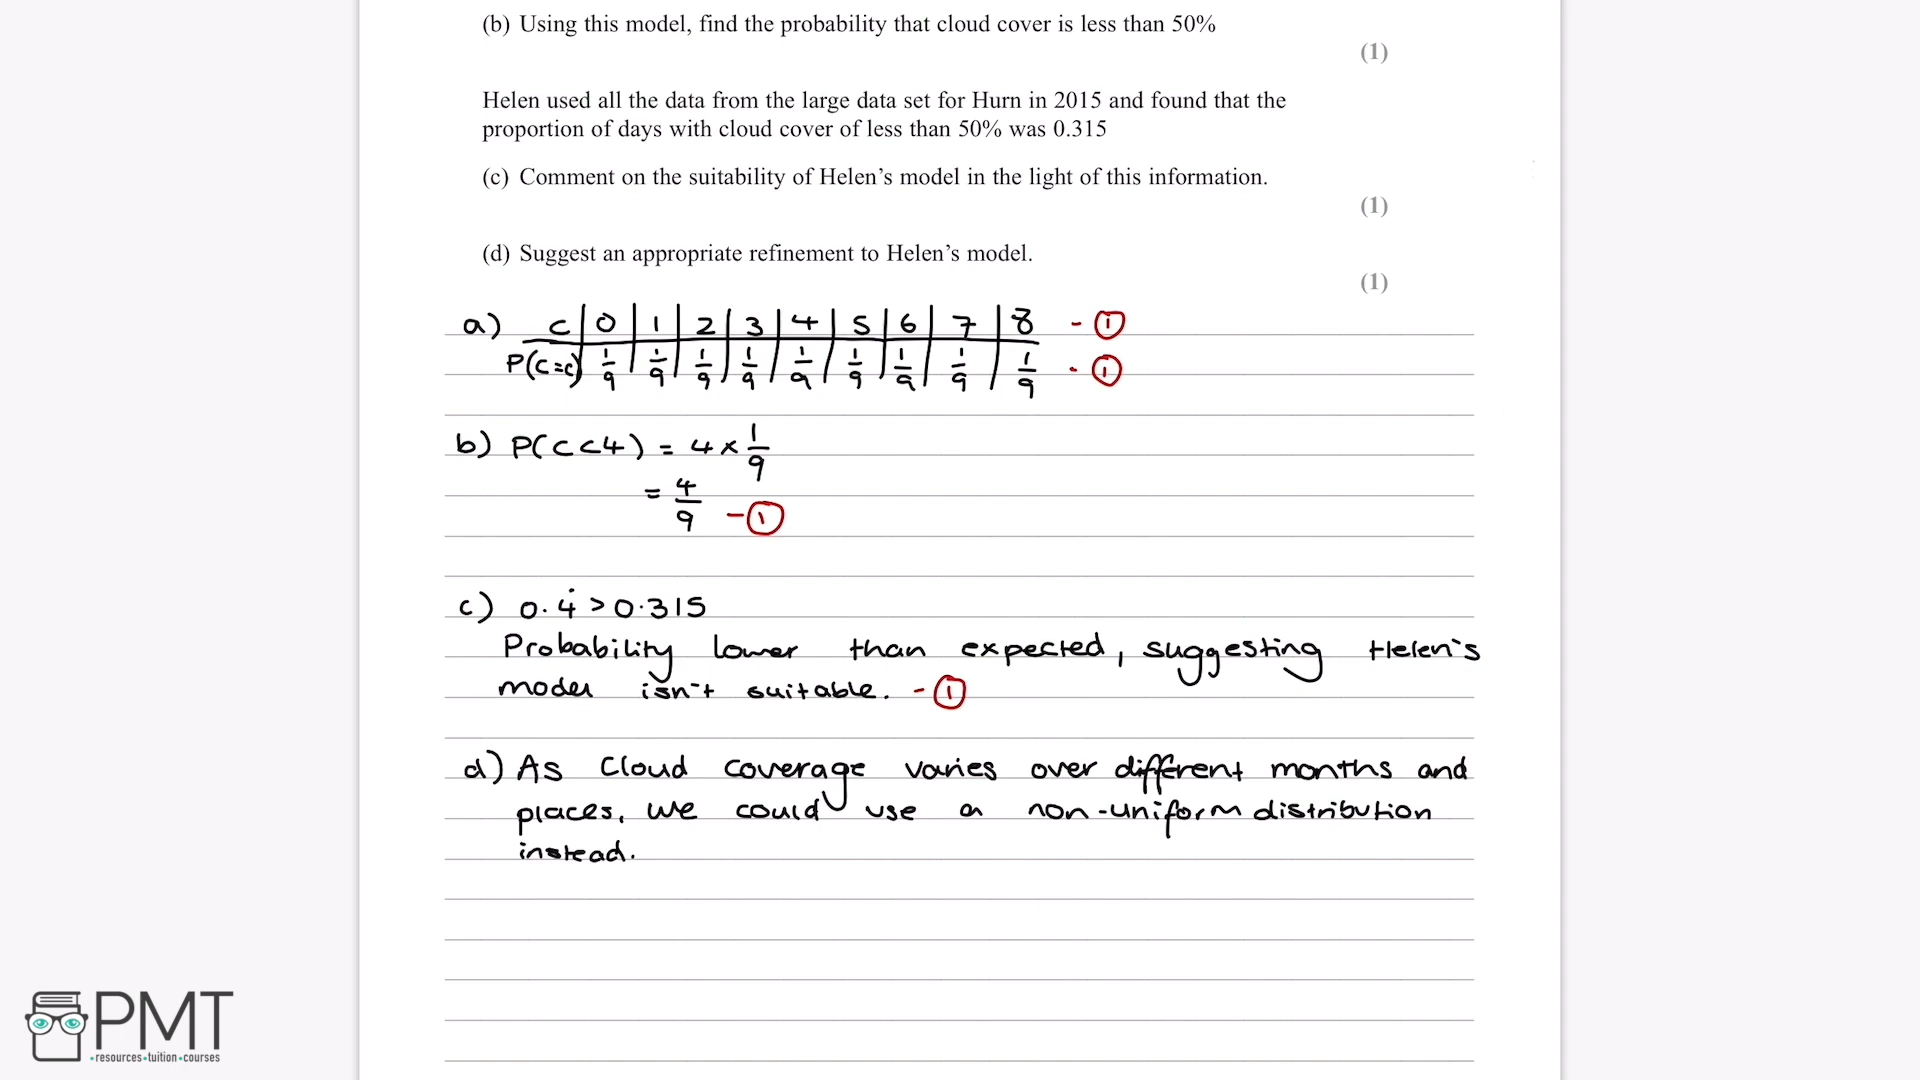 (b) Using this model, find the probability that cloud cover is less than 50%
(1)
Helen used all the data from the large data set for Hurn in 2015 and found that the
proportion of days with cloud cover of less than 50% was 0.315
(c) Comment on the suitability of Helen’s model in the light of this information.
(1)
(d) Suggest an appropriate refinement to Helen’s model.
(1)
a) c | 0 | 1 | 2 | 3 | 4 | 5 | 6 | 7 | 8 - ①
P(C=c) 1/9 | 1/9 | 1/9 | 1/9 | 1/9 | 1/9 | 1/9 | 1/9 | 1/9 - ①
b) P(C<4) = 4 × 1/9
= 4/9 - ①
c) 0.4̇ > 0.315
Probability lower than expected, suggesting Helen's
model isn't suitable. - ①
d) As cloud coverage varies over different months and
places, we could use a non-uniform distribution
instead.
PMT
•resources•tuition•courses